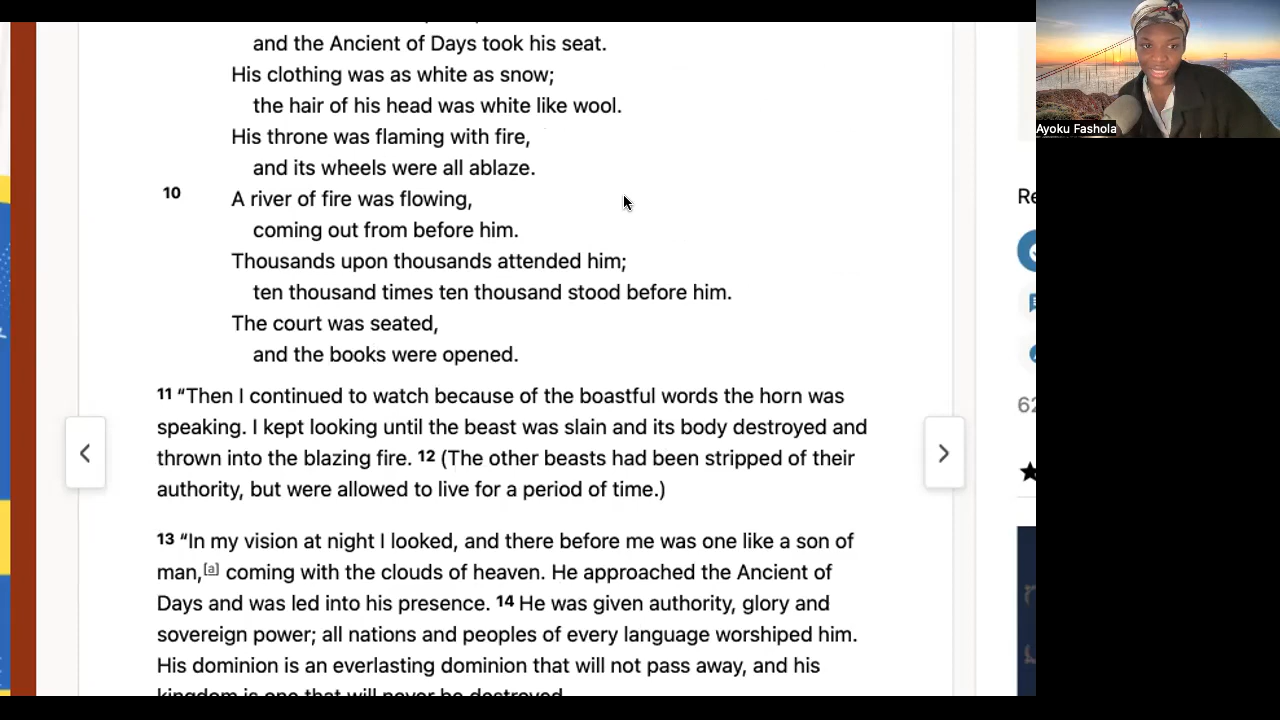 and the Ancient of Days took his seat.
His clothing was as white as snow;
the hair of his head was white like wool.
His throne was flaming with fire,
and its wheels were all ablaze.
10 A river of fire was flowing,
coming out from before him.
Thousands upon thousands attended him;
ten thousand times ten thousand stood before him.
The court was seated,
and the books were opened.
11 “Then I continued to watch because of the boastful words the horn was
speaking. I kept looking until the beast was slain and its body destroyed and
thrown into the blazing fire. 12 (The other beasts had been stripped of their
authority, but were allowed to live for a period of time.)
13 “In my vision at night I looked, and there before me was one like a son of
man,[a] coming with the clouds of heaven. He approached the Ancient of
Days and was led into his presence. 14 He was given authority, glory and
sovereign power; all nations and peoples of every language worshiped him.
His dominion is an everlasting dominion that will not pass away, and his
kingdom is one that will never be destroyed.
Ayoku Fashola
Re
62